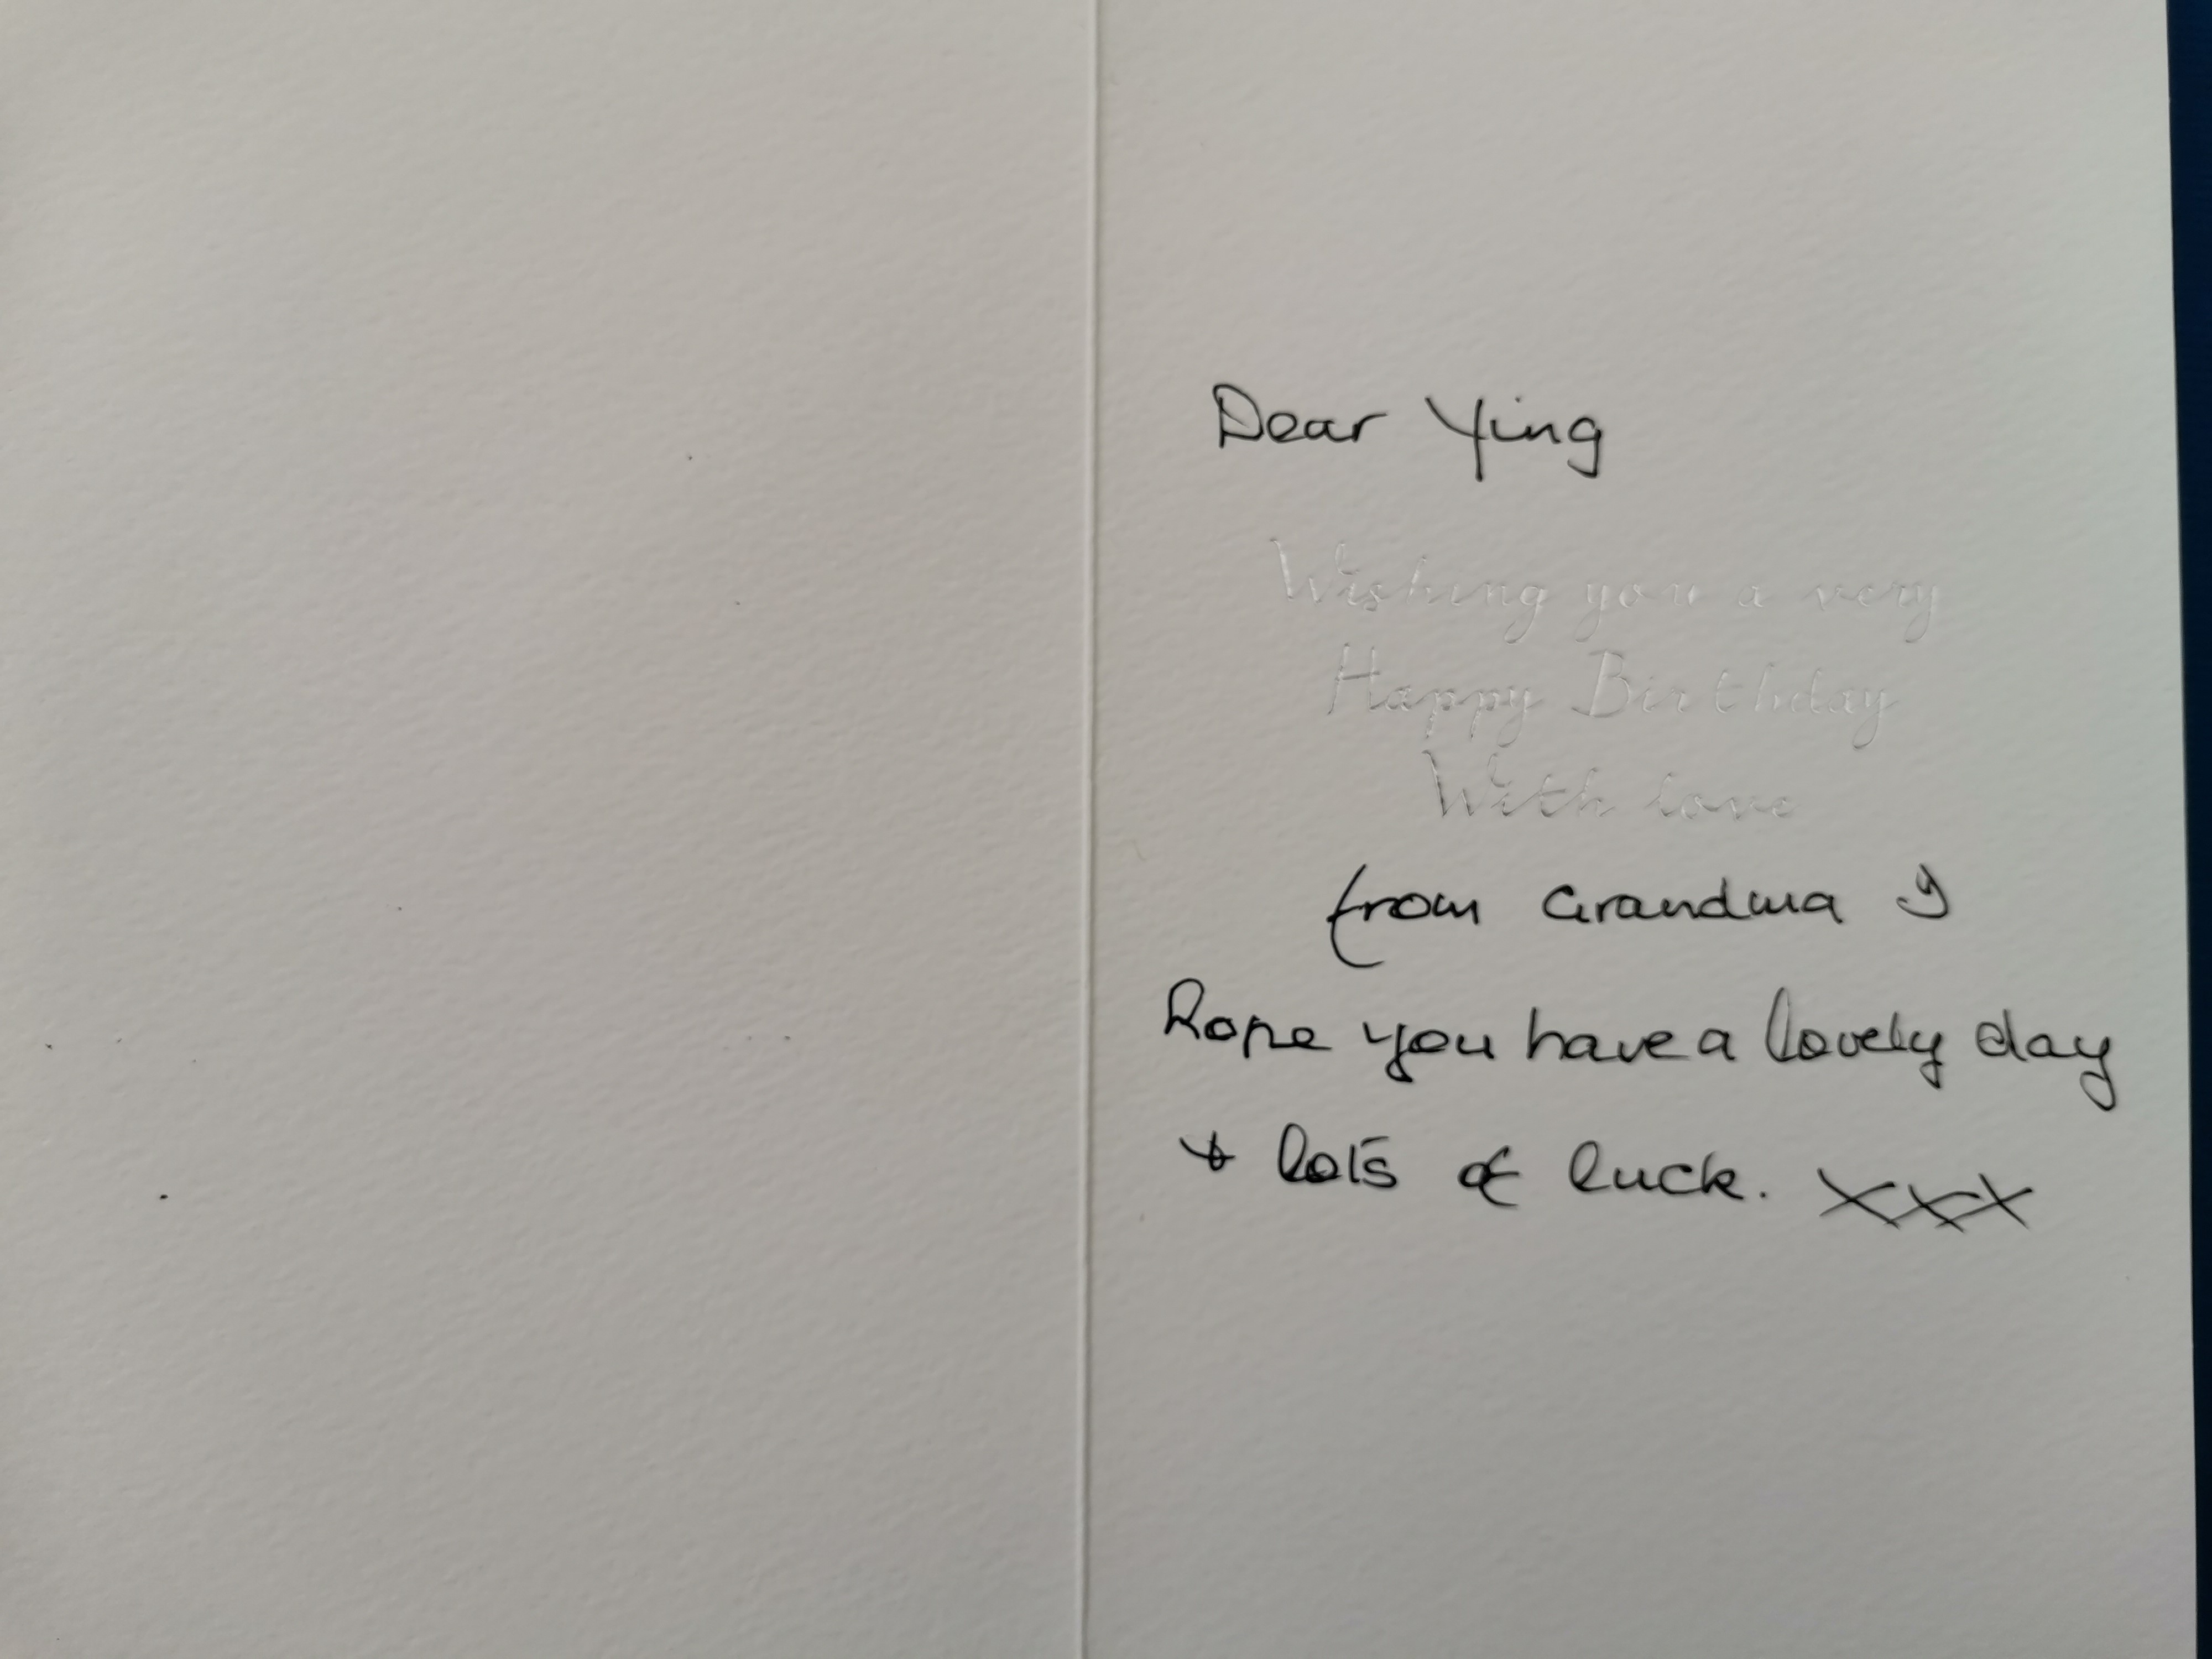 Dear Ying
Wishing you a very
Happy Birthday
With love
from Grandma J
Hope you have a lovely day
& lots of luck. xxx